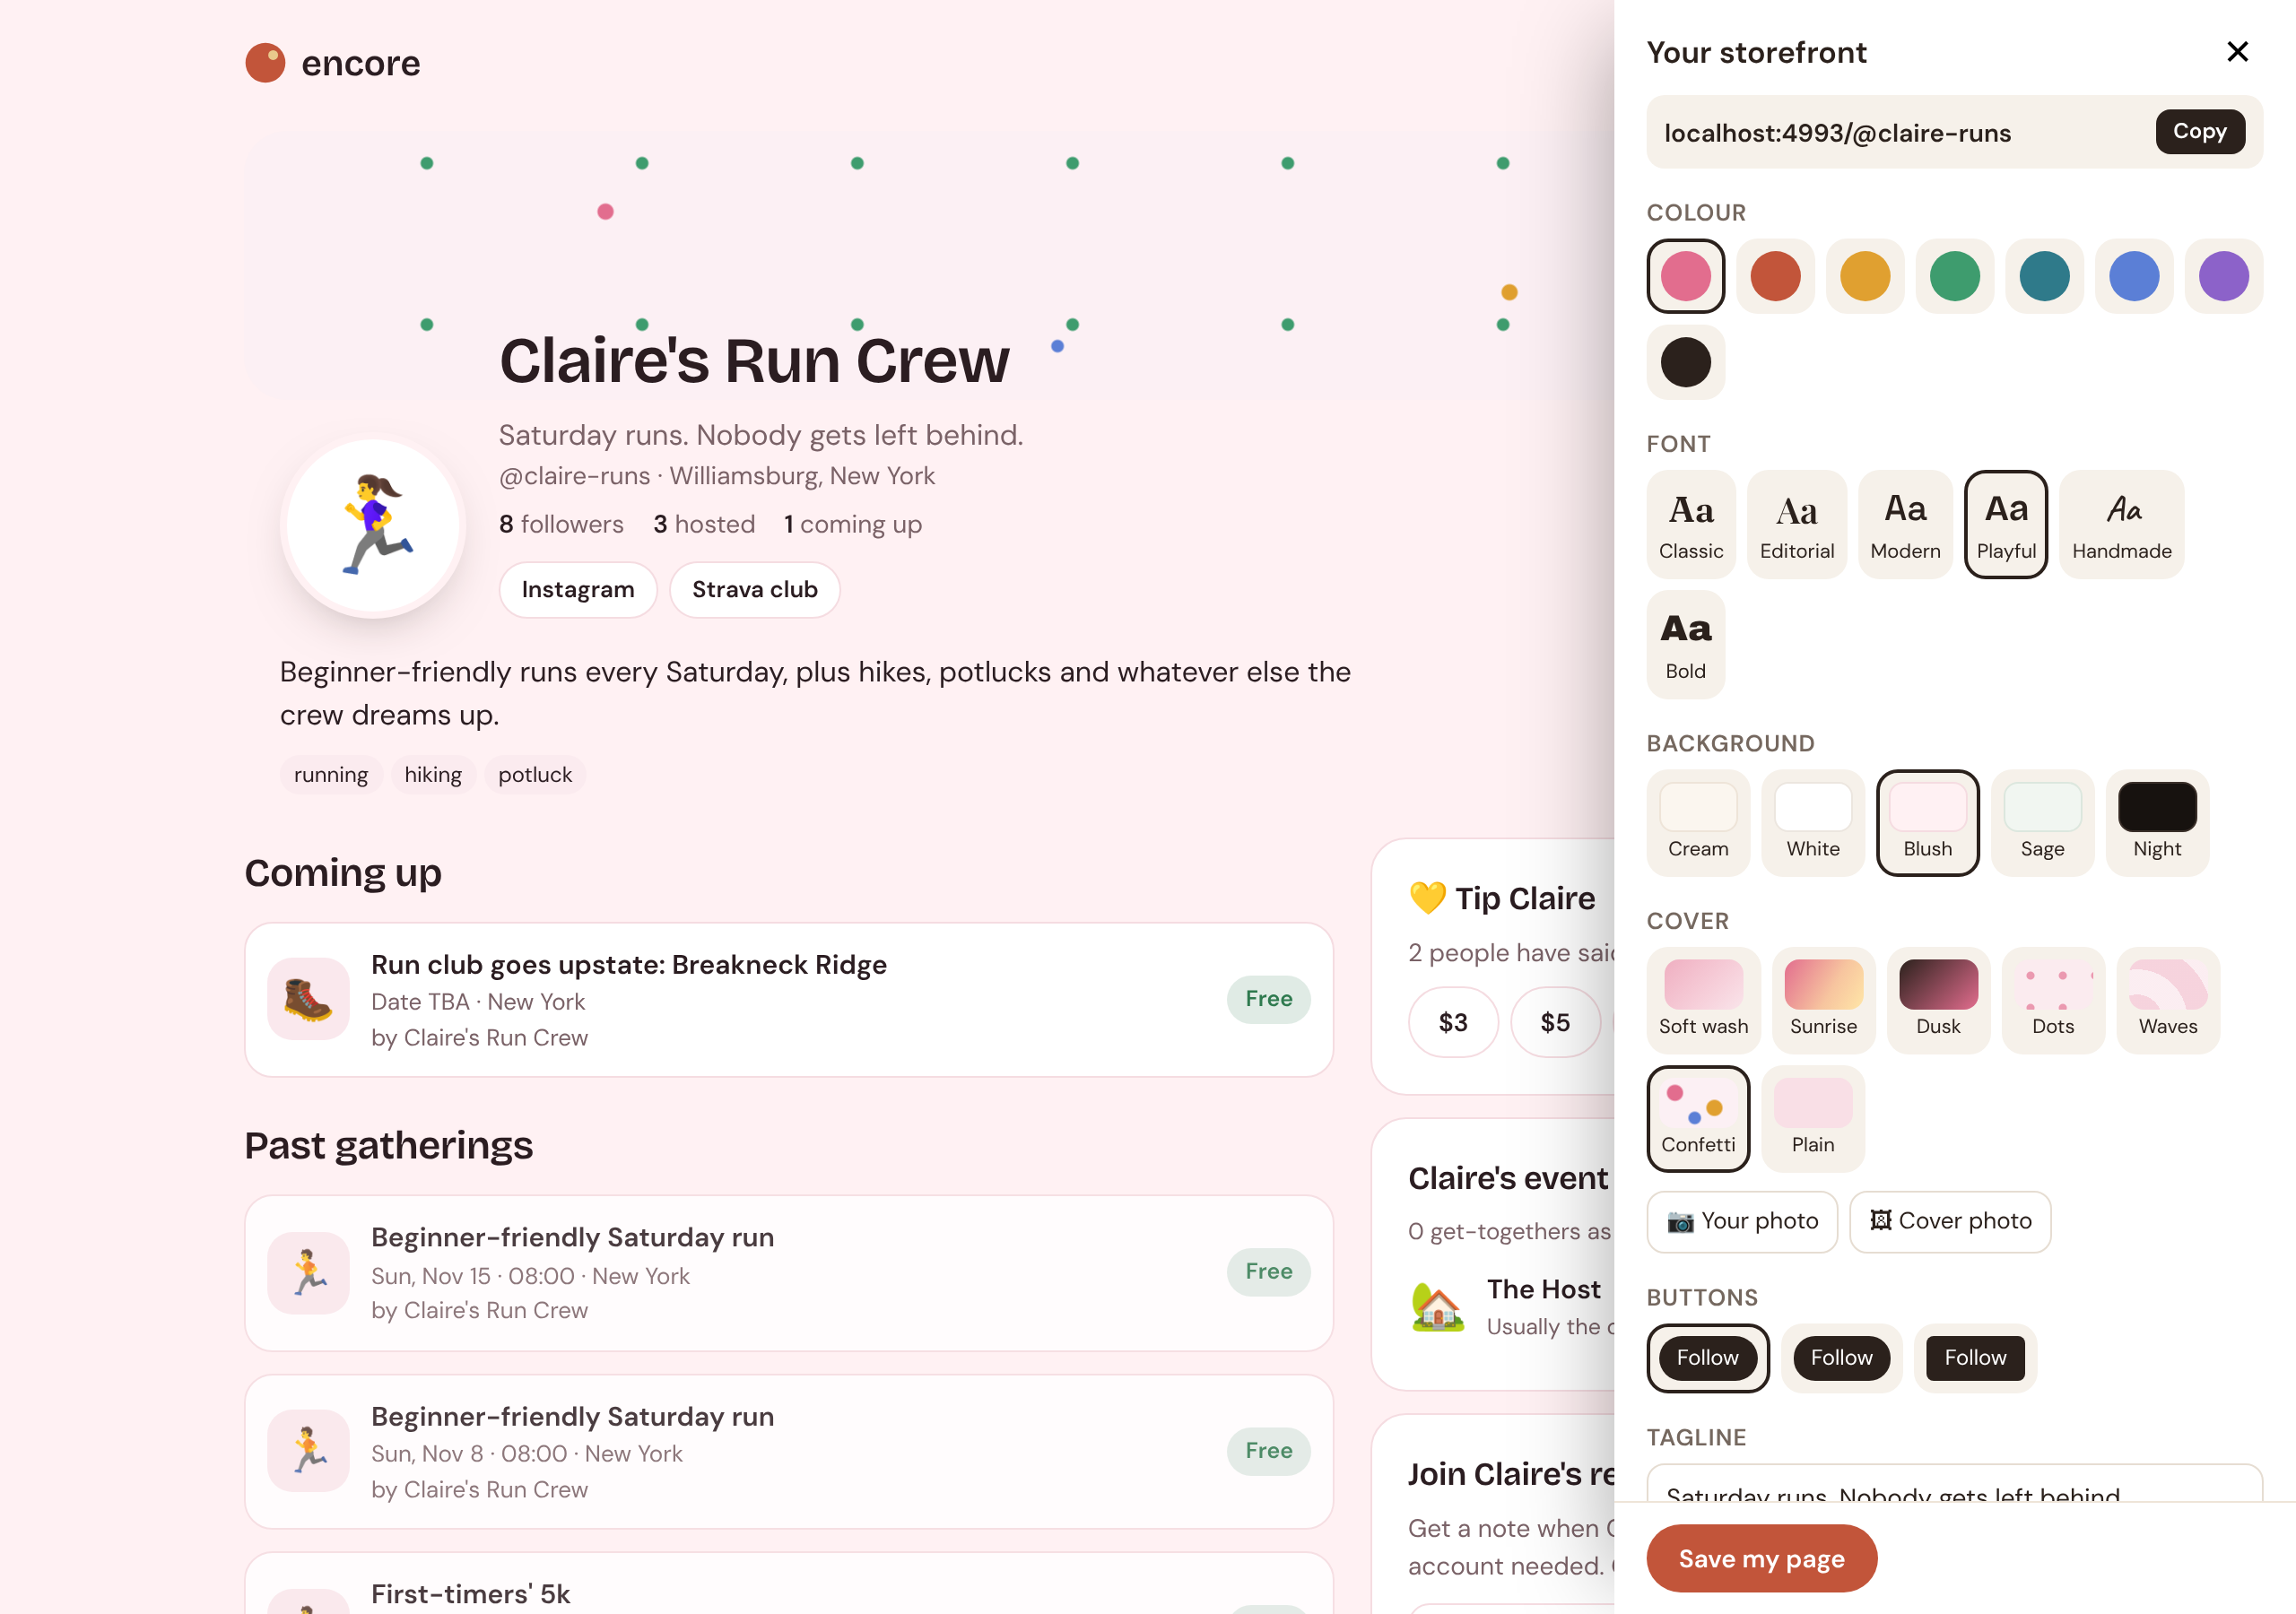 encore
Claire's Run Crew
Saturday runs. Nobody gets left behind.
@claire-runs · Williamsburg, New York
8 followers 3 hosted 1 coming up
Instagram Strava club
Beginner-friendly runs every Saturday, plus hikes, potlucks and whatever else the
crew dreams up.
running hiking potluck
Coming up
Run club goes upstate: Breakneck Ridge
Date TBA · New York
by Claire's Run Crew
Free
Past gatherings
Beginner-friendly Saturday run
Sun, Nov 15 · 08:00 · New York
by Claire's Run Crew
Free
Beginner-friendly Saturday run
Sun, Nov 8 · 08:00 · New York
by Claire's Run Crew
Free
First-timers' 5k
Tip Claire
2 people have
$3 $5
Claire's event
0 get-togethers as
The Host
Usually the
Join Claire's
Get a note when
account needed.
Your storefront
localhost:4993/@claire-runs
Copy
COLOUR
FONT
Aa Aa Aa Aa Aa
Classic Editorial Modern Playful Handmade
Aa
Bold
BACKGROUND
Cream White Blush Sage Night
COVER
Soft wash Sunrise Dusk Dots Waves
Confetti Plain
Your photo Cover photo
BUTTONS
Follow Follow Follow
TAGLINE
Saturday runs. Nobody gets left behind.
Save my page